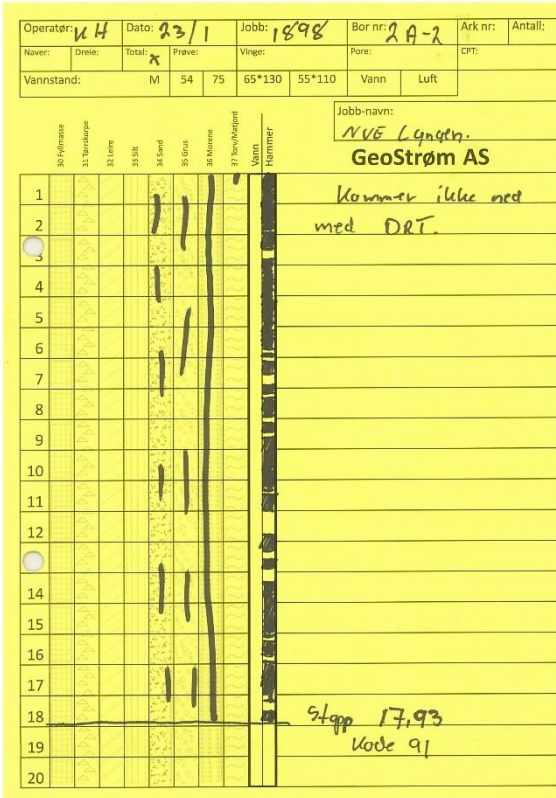 Operatør: KH Dato: 23/1 Jobb: 1898 Bor nr: 2A-2 Ark nr: Antall:
Naver: Dreie: Total: x Prøve: Vinge: Pore: CPT:
Vannstand: M 54 75 65*130 55*110 Vann Luft
Jobb-navn:
NVE Lyngen.
GeoStrøm AS
30 Fyllmasse
31 Tørrskorpe
32 Leire
33 Silt
34 Sand
35 Grus
36 Morene
37 Torv/Matjord
Vann
Hammer
Kommer ikke ned
med DRT.
1
2
3
4
5
6
7
8
9
10
11
12
14
15
16
17
18
Stopp 17,93
Kode 91
19
20